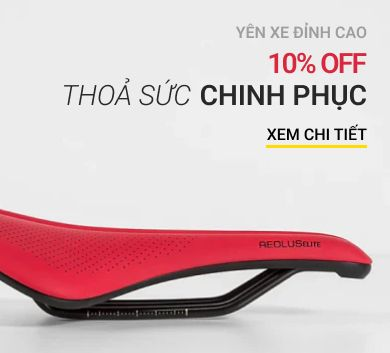 YÊN XE ĐỈNH CAO
10% OFF
THOẢ SỨC CHINH PHỤC
XEM CHI TIẾT
AEOLUS ELITE